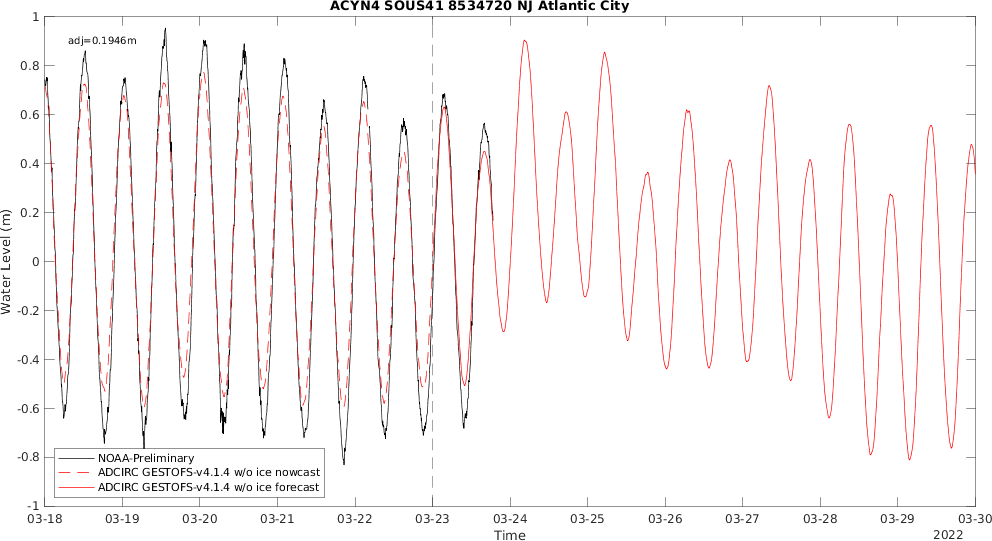 ACYN4 SOUS41 8534720 NJ Atlantic City
adj=0.1946m
1
0.8
0.6
0.4
0.2
0
-0.2
-0.4
-0.6
-0.8
-1
Water Level (m)
NOAA-Preliminary
ADCIRC GESTOFS-v4.1.4 w/o ice nowcast
ADCIRC GESTOFS-v4.1.4 w/o ice forecast
03-18 03-19 03-20 03-21 03-22 03-23 03-24 03-25 03-26 03-27 03-28 03-29 03-30
Time
2022